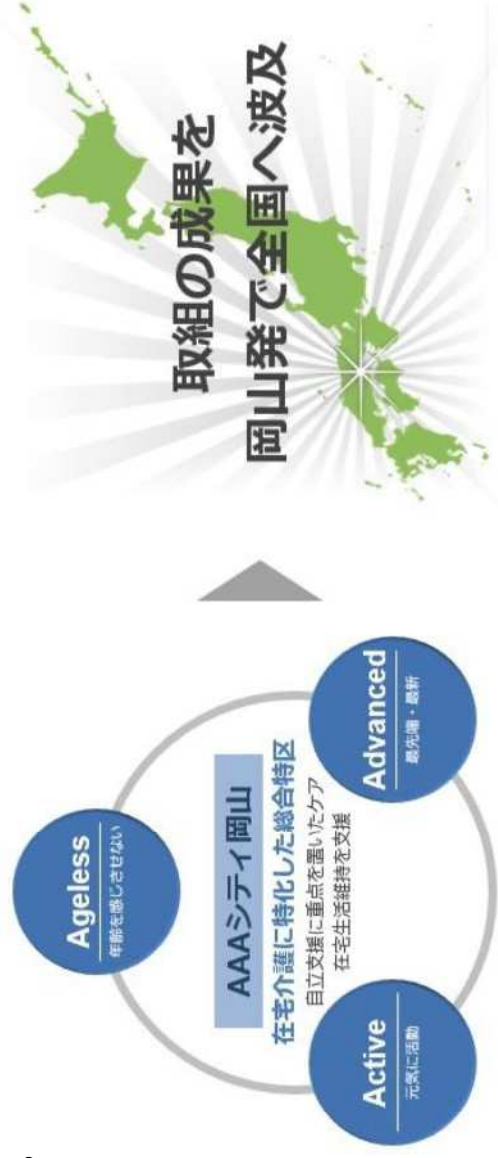 Ageless
年齢を感じさせない
AAAシティ岡山
在宅介護に特化した総合特区
自立支援に重点を置いたケア
在宅生活維持を支援
Active
元気に活動
Advanced
最先端・最新
取組の成果を
岡山発で全国へ波及